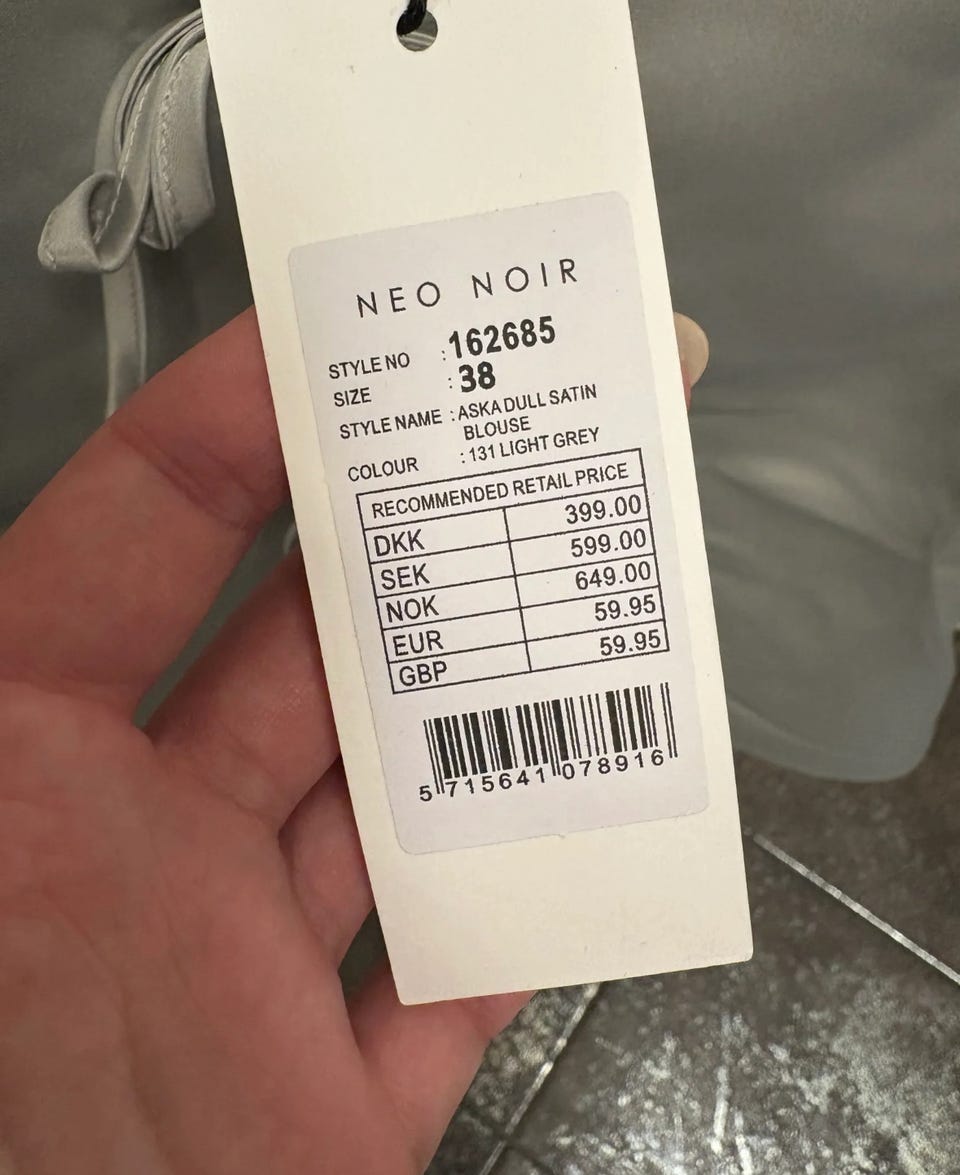 NEO NOIR
STYLE NO : 162685
SIZE : 38
STYLE NAME : ASKA DULL SATIN
BLOUSE
COLOUR : 131 LIGHT GREY
RECOMMENDED RETAIL PRICE
DKK 399.00
SEK 599.00
NOK 649.00
EUR 59.95
GBP 59.95
5 715641 078916